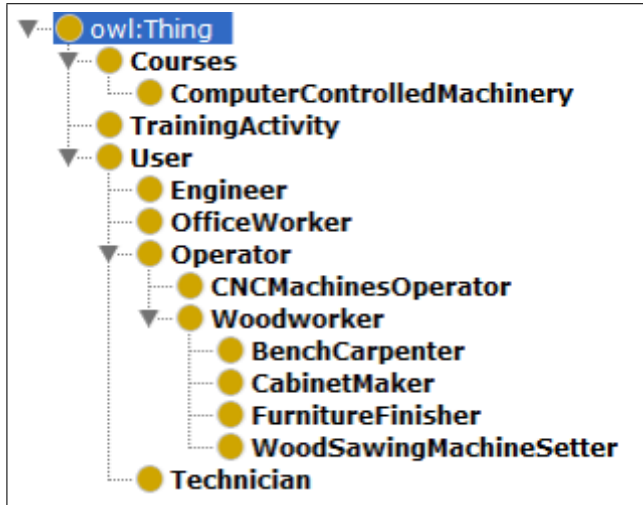 owl:Thing
Courses
ComputerControlledMachinery
TrainingActivity
User
Engineer
OfficeWorker
Operator
CNCMachinesOperator
Woodworker
BenchCarpenter
CabinetMaker
FurnitureFinisher
WoodSawingMachineSetter
Technician